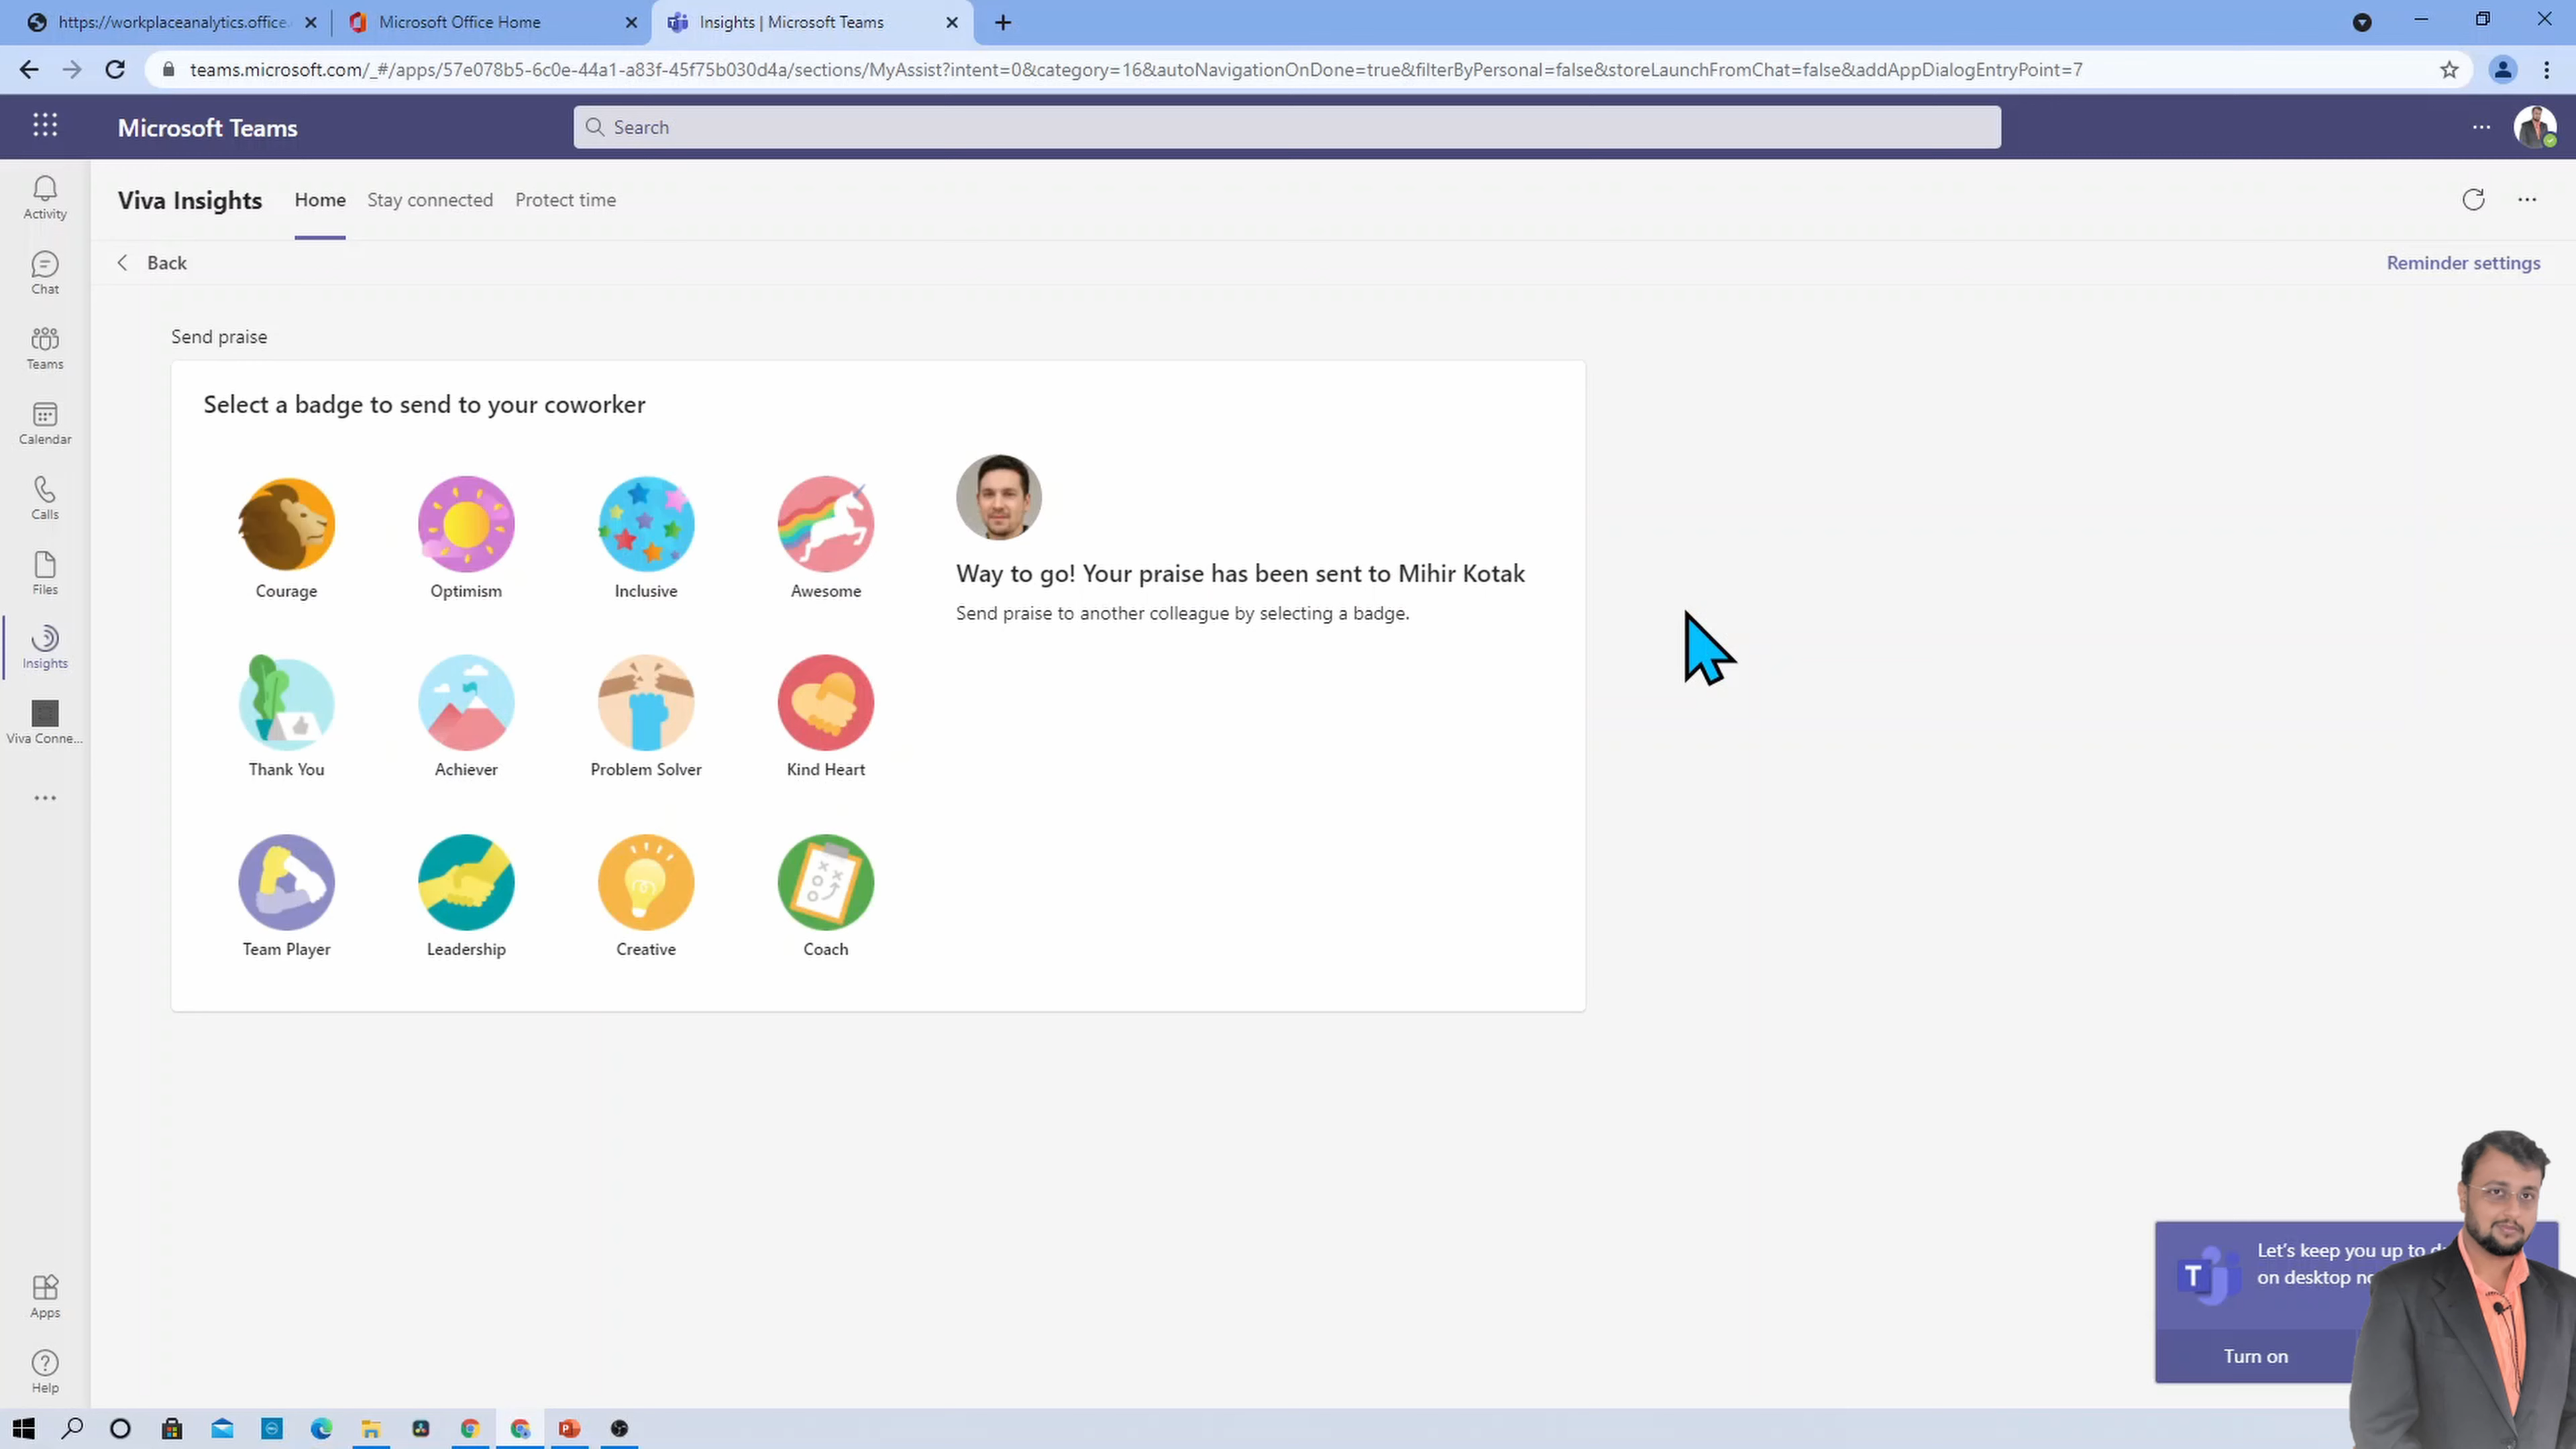 https://workplaceanalytics.office.
Microsoft Office Home
Insights | Microsoft Teams
teams.microsoft.com/_#/apps/57e078b5-6c0e-44a1-a83f-45f75b030d4a/sections/MyAssist?intent=0&category=16&autoNavigationOnDone=true&filterByPersonal=false&storeLaunchFromChat=false&addAppDialogEntryPoint=7
Microsoft Teams
Search
Activity
Chat
Teams
Calendar
Calls
Files
Insights
Viva Conne...
Apps
Help
Viva Insights
Home
Stay connected
Protect time
Back
Reminder settings
Send praise
Select a badge to send to your coworker
Courage
Optimism
Inclusive
Awesome
Thank You
Achiever
Problem Solver
Kind Heart
Team Player
Leadership
Creative
Coach
Way to go! Your praise has been sent to Mihir Kotak
Send praise to another colleague by selecting a badge.
Let's keep you up to
on desktop
Turn on